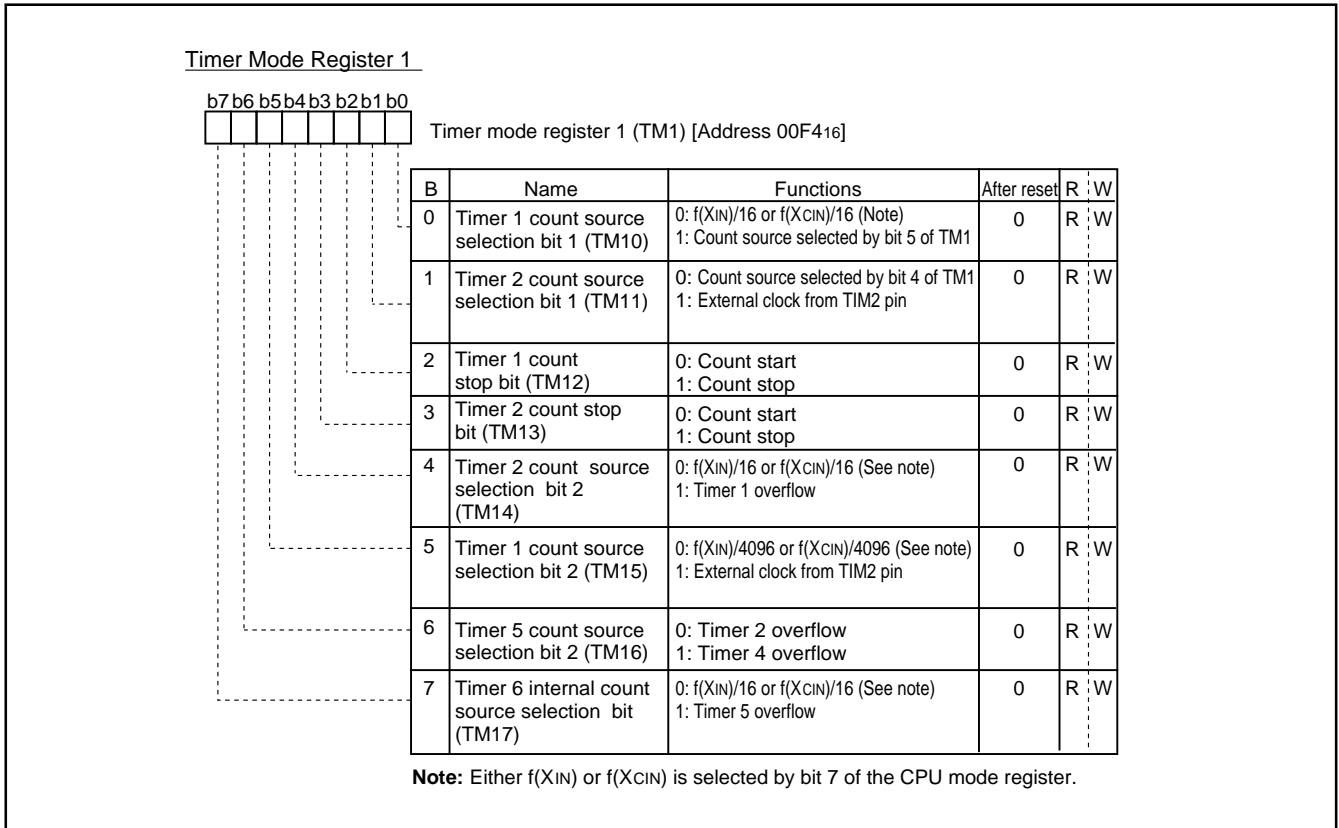 Timer Mode Register 1
b7 b6 b5 b4 b3 b2 b1 b0
Timer mode register 1 (TM1) [Address 00F416]
B Name Functions After reset R W
0 Timer 1 count source 0: f(XIN)/16 or f(XCIN)/16 (Note) 0 R W
selection bit 1 (TM10) 1: Count source selected by bit 5 of TM1
1 Timer 2 count source 0: Count source selected by bit 4 of TM1 0 R W
selection bit 1 (TM11) 1: External clock from TIM2 pin
2 Timer 1 count 0: Count start 0 R W
stop bit (TM12) 1: Count stop
3 Timer 2 count stop 0: Count start 0 R W
bit (TM13) 1: Count stop
4 Timer 2 count source 0: f(XIN)/16 or f(XCIN)/16 (See note) 0 R W
selection bit 2 1: Timer 1 overflow
(TM14)
5 Timer 1 count source 0: f(XIN)/4096 or f(XCIN)/4096 (See note) 0 R W
selection bit 2 (TM15) 1: External clock from TIM2 pin
6 Timer 5 count source 0: Timer 2 overflow 0 R W
selection bit 2 (TM16) 1: Timer 4 overflow
7 Timer 6 internal count 0: f(XIN)/16 or f(XCIN)/16 (See note) 0 R W
source selection bit 1: Timer 5 overflow
(TM17)
Note: Either f(XIN) or f(XCIN) is selected by bit 7 of the CPU mode register.